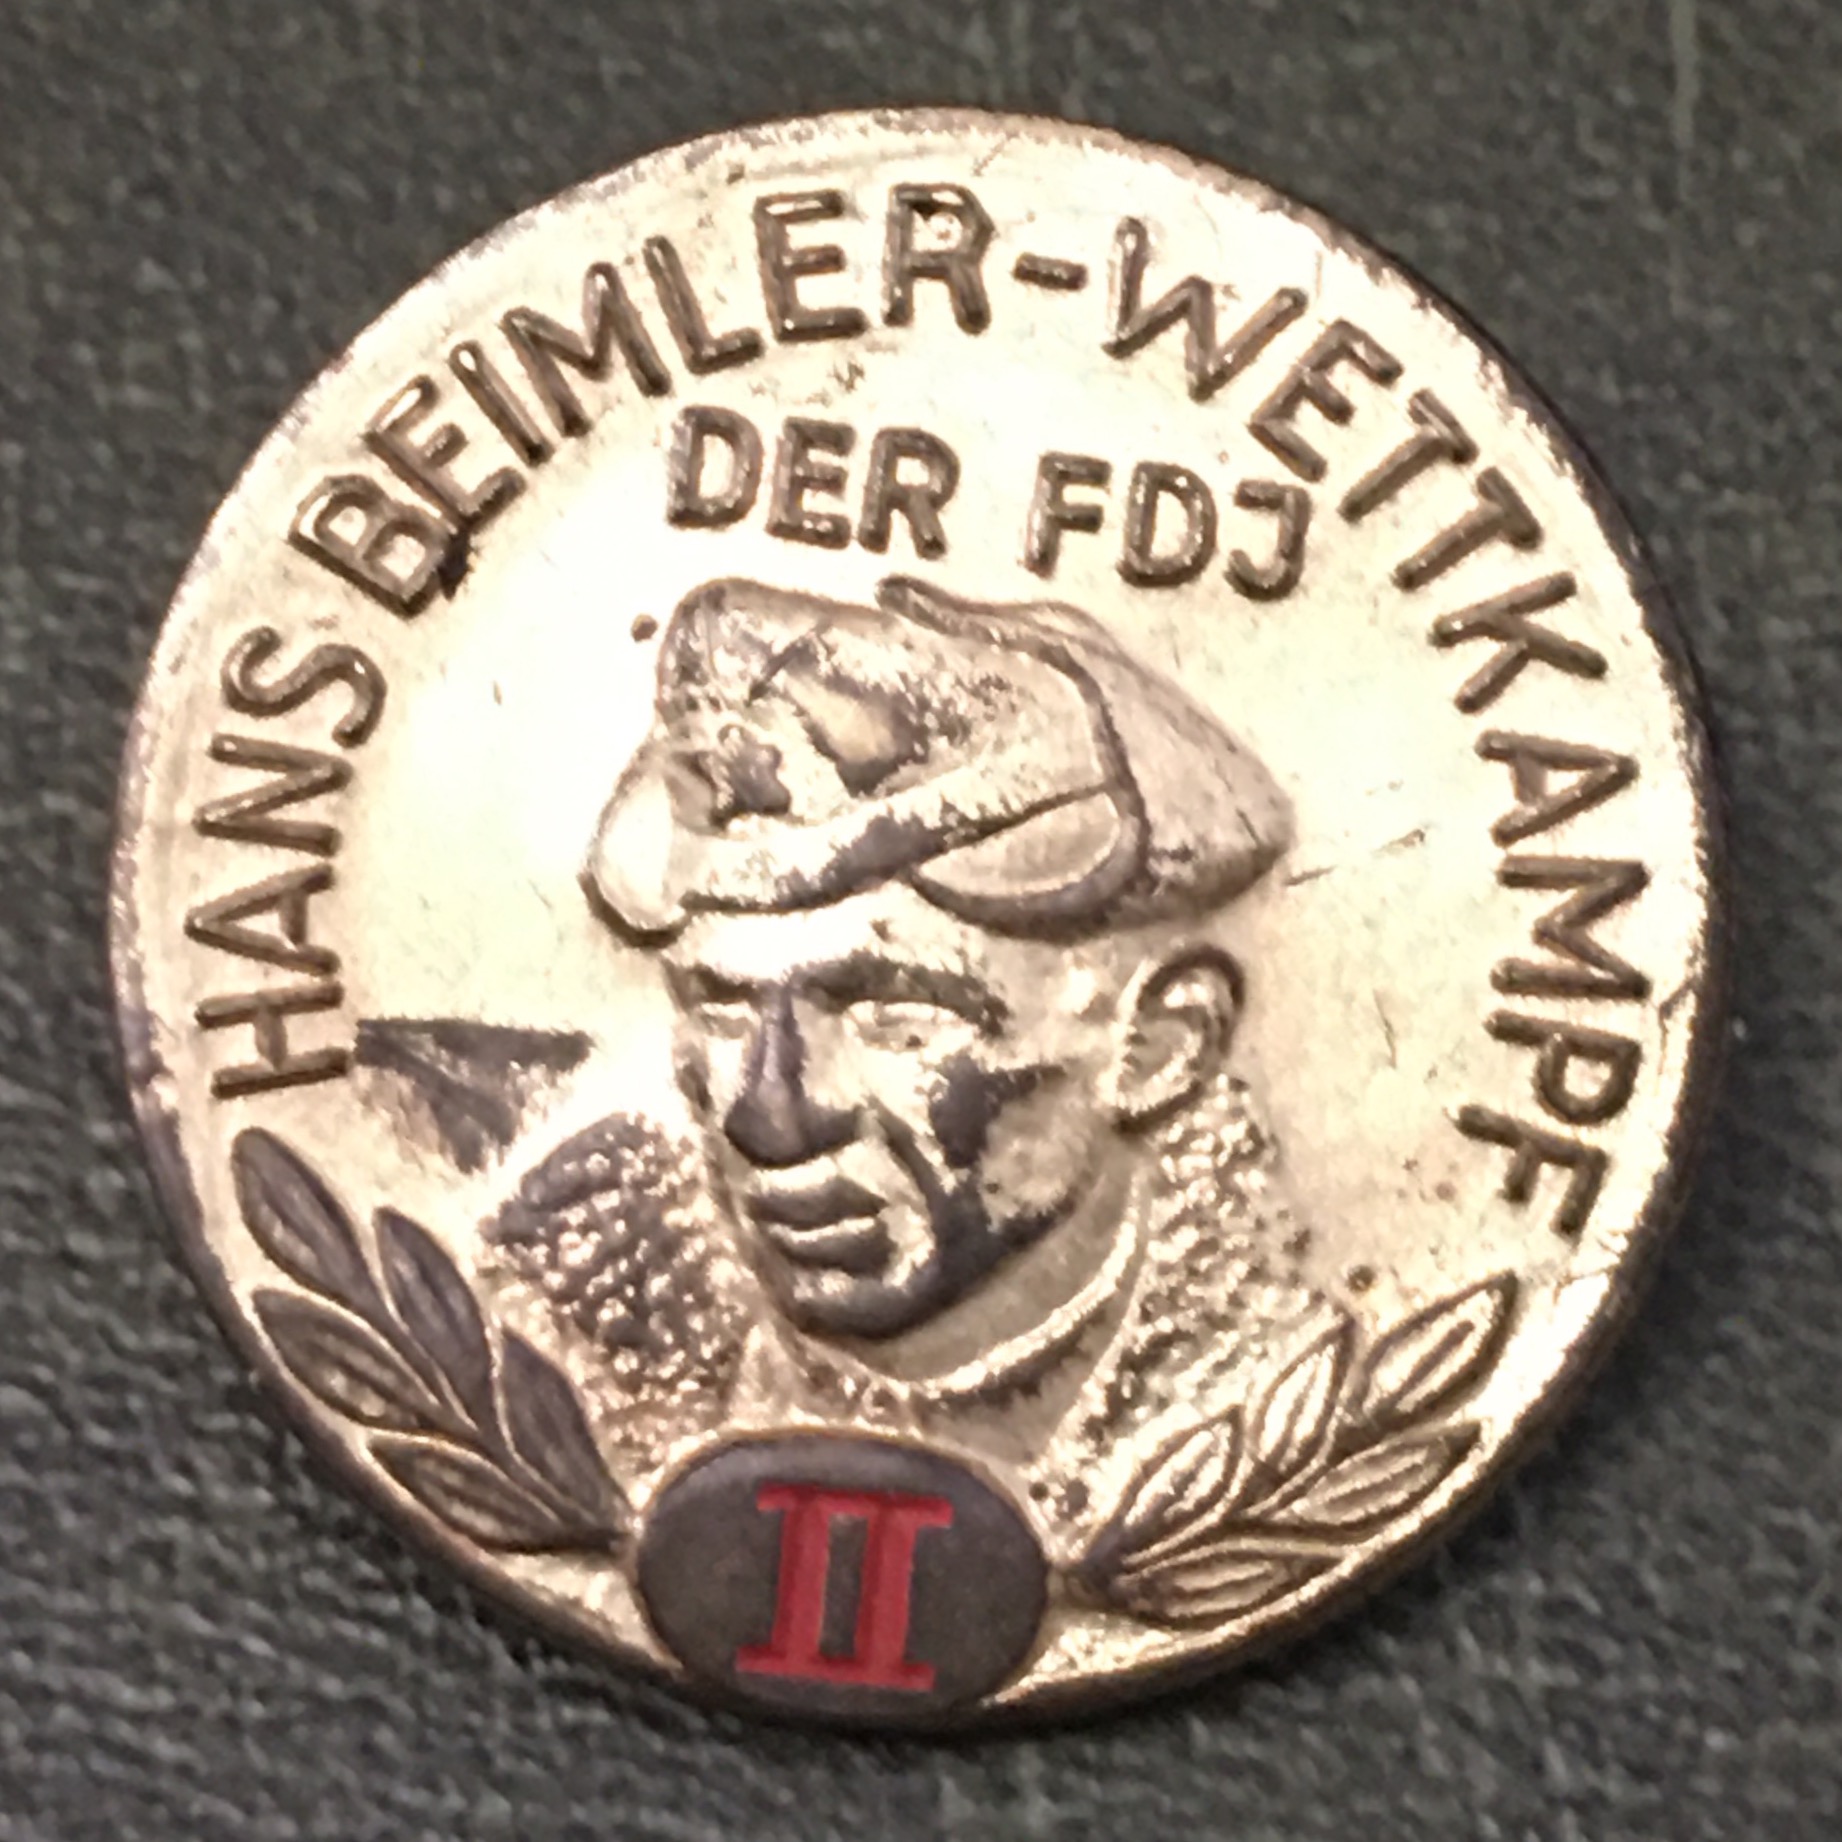 HANS BEIMLER-WETTKAMPF
DER FDJ
II